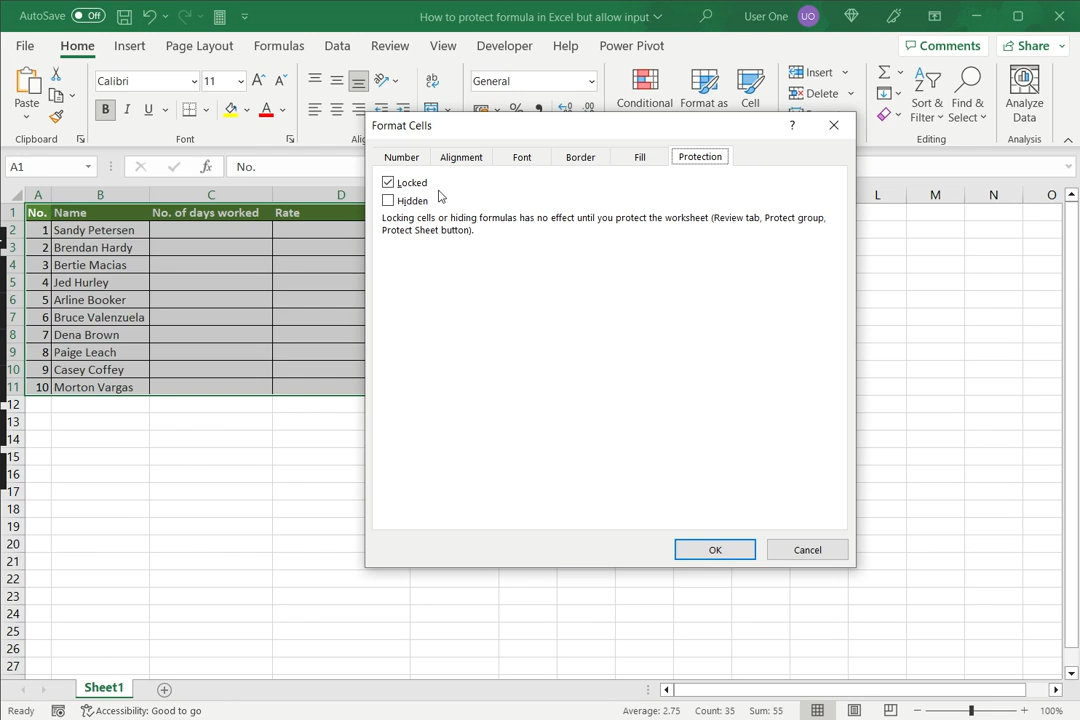 AutoSave Off
How to protect formula in Excel but allow input
User One UO
File Home Insert Page Layout Formulas Data Review View Developer Help Power Pivot
Comments Share
Paste
Calibri 11
General
Conditional Format as Cell
Insert
Delete
Sort & Filter
Find & Select
Analyze Data
B I U
Clipboard Font Editing Analysis
A1 fx No.
Format Cells ?
Number Alignment Font Border Fill Protection
Locked
Hidden
Locking cells or hiding formulas has no effect until you protect the worksheet (Review tab, Protect group,
Protect Sheet button).
OK Cancel
A B C D L M N O
1 No. Name No. of days worked Rate
2 1 Sandy Petersen
3 2 Brendan Hardy
4 3 Bertie Macias
5 4 Jed Hurley
6 5 Arline Booker
7 6 Bruce Valenzuela
8 7 Dena Brown
9 8 Paige Leach
10 9 Casey Coffey
11 10 Morton Vargas
12
13
14
15
16
17
18
19
20
21
22
23
24
25
26
27
Sheet1
Ready Accessibility: Good to go Average: 2.75 Count: 35 Sum: 55 100%